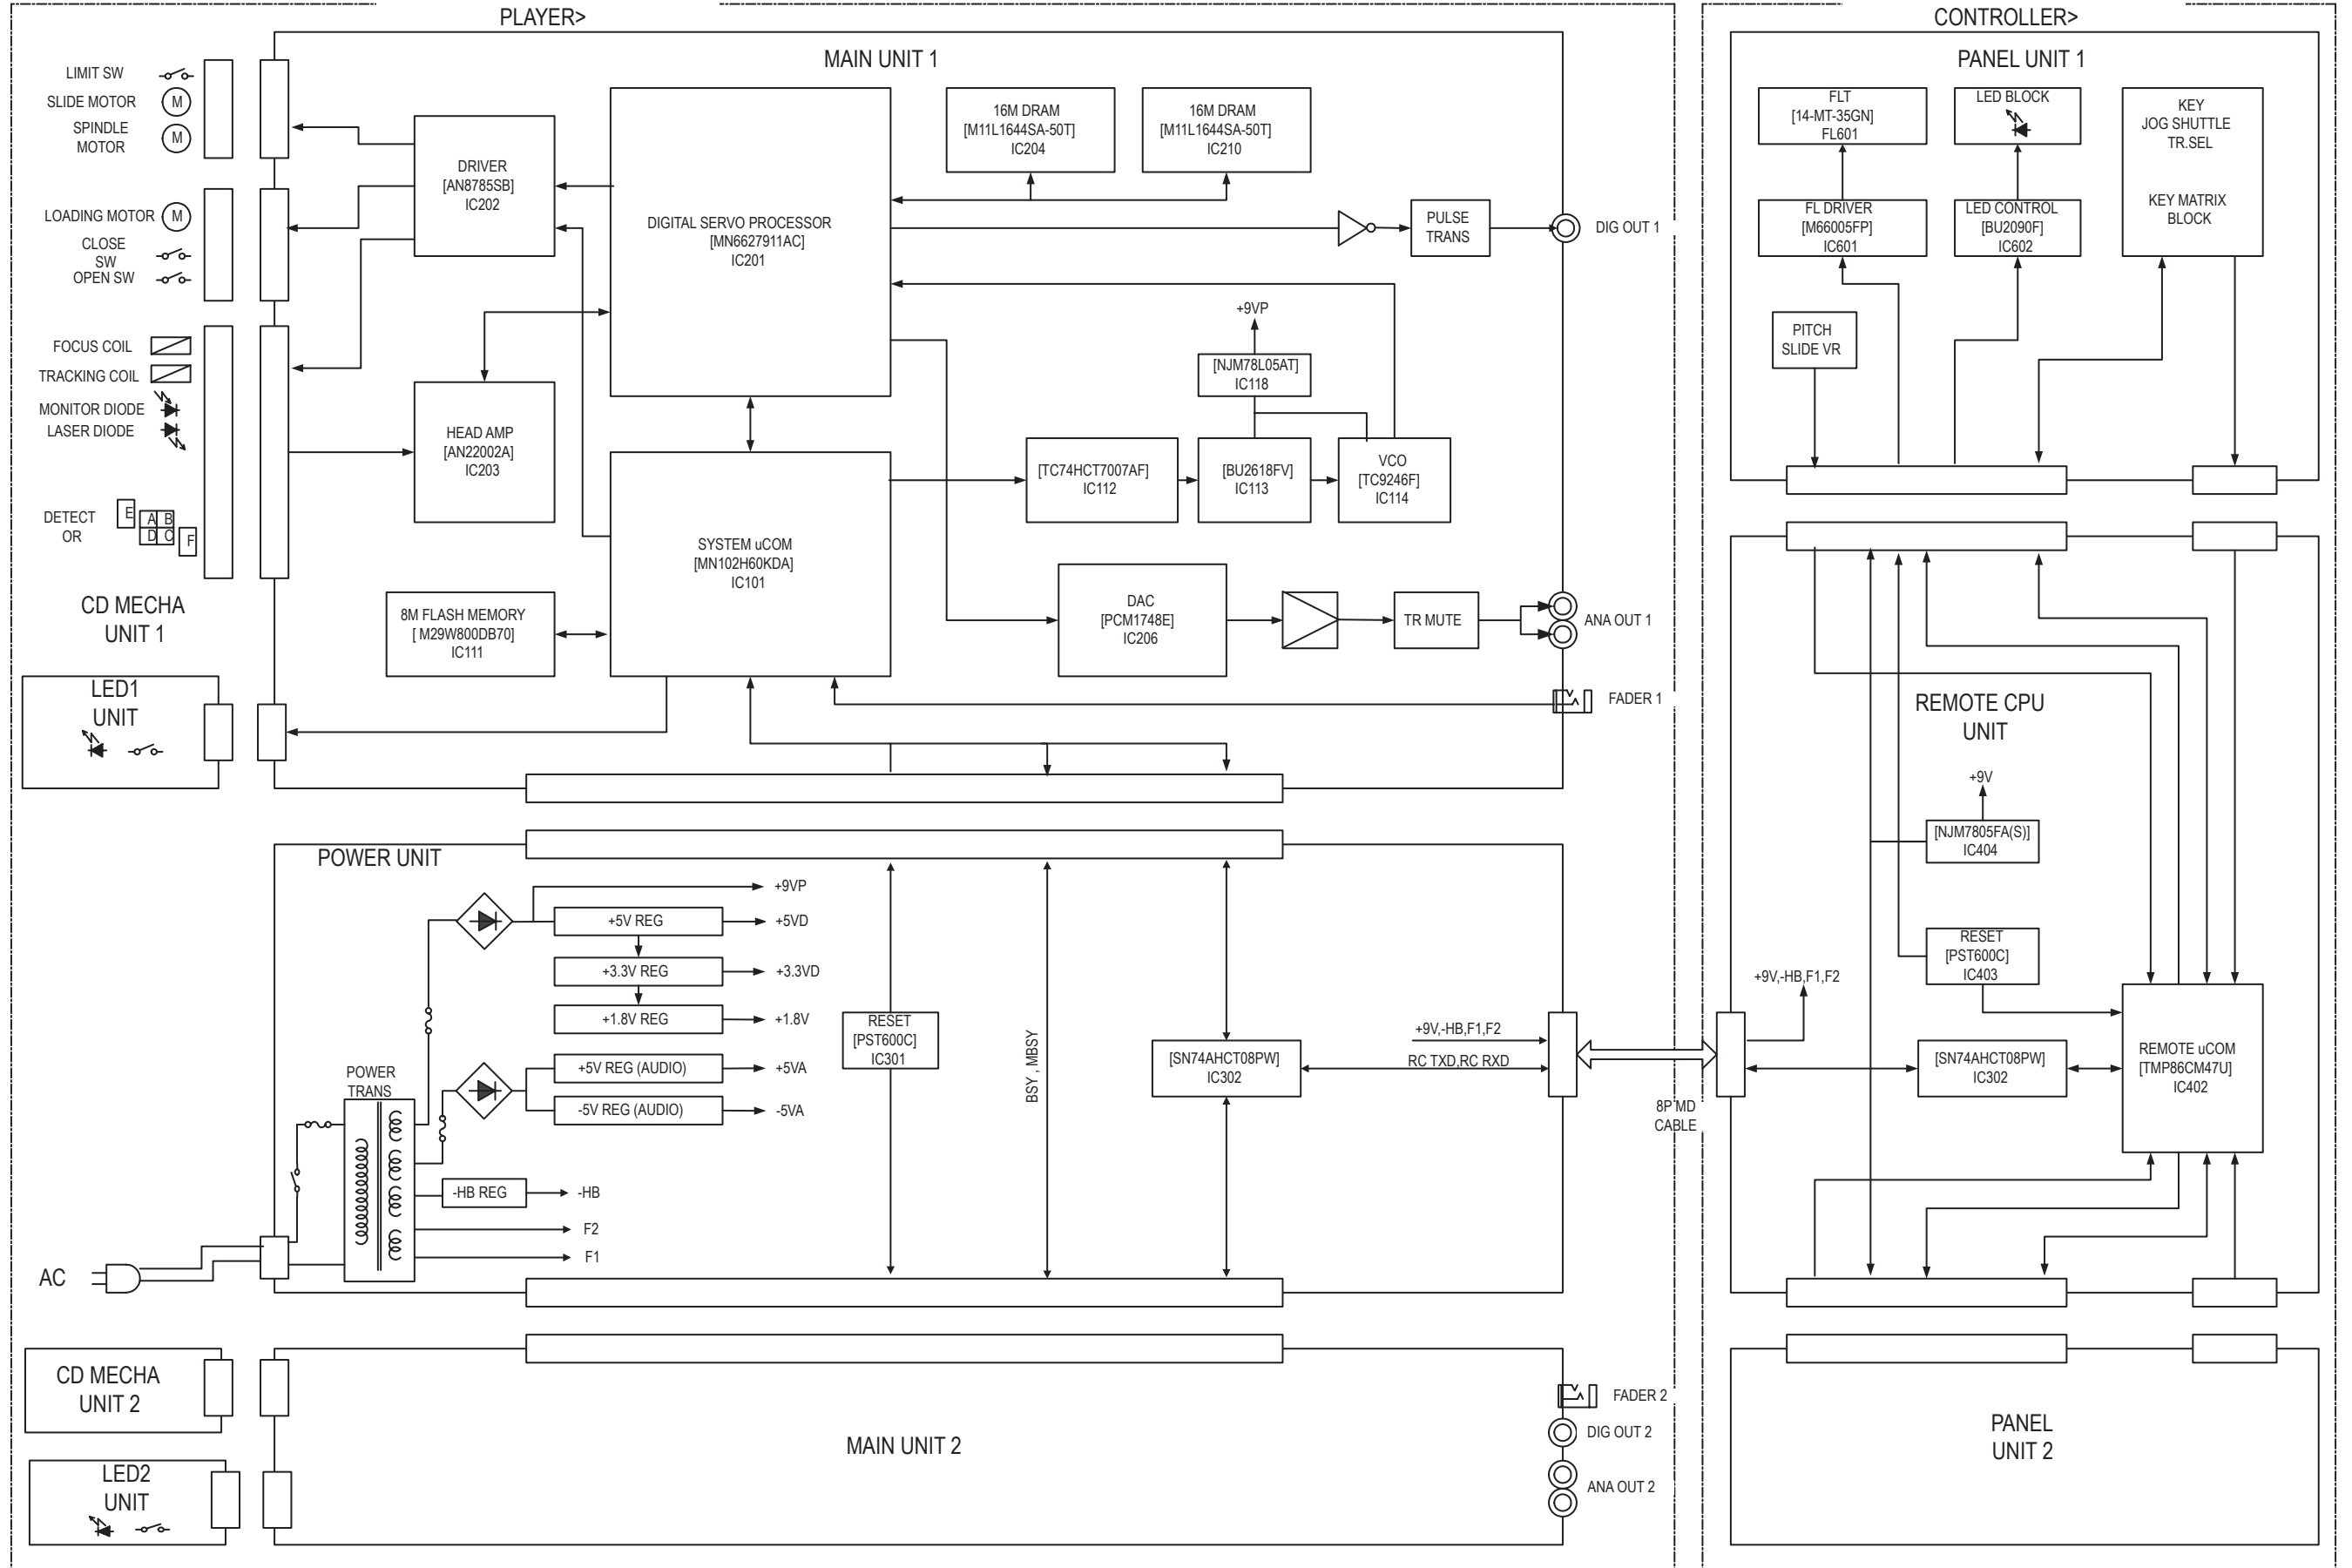 PLAYER>
MAIN UNIT 1
LIMIT SW
SLIDE MOTOR
M
SPINDLE
MOTOR
M
LOADING MOTOR
M
CLOSE
SW
OPEN SW
FOCUS COIL
TRACKING COIL
MONITOR DIODE
LASER DIODE
DETECT
OR
E
A B
D C
F
CD MECHA
UNIT 1
LED1
UNIT
DRIVER
[AN8785SB]
IC202
HEAD AMP
[AN22002A]
IC203
8M FLASH MEMORY
[ M29W800DB70]
IC111
DIGITAL SERVO PROCESSOR
[MN6627911AC]
IC201
SYSTEM uCOM
[MN102H60KDA]
IC101
16M DRAM
[M11L1644SA-50T]
IC204
16M DRAM
[M11L1644SA-50T]
IC210
PULSE
TRANS
DIG OUT 1
+9VP
[NJM78L05AT]
IC118
[TC74HCT7007AF]
IC112
[BU2618FV]
IC113
VCO
[TC9246F]
IC114
DAC
[PCM1748E]
IC206
TR MUTE
ANA OUT 1
FADER 1
POWER UNIT
+9VP
+5V REG
+5VD
+3.3V REG
+3.3VD
+1.8V REG
+1.8V
+5V REG (AUDIO)
+5VA
-5V REG (AUDIO)
-5VA
POWER
TRANS
-HB REG
-HB
F2
F1
AC
RESET
[PST600C]
IC301
BSY , MBSY
[SN74AHCT08PW]
IC302
+9V,-HB,F1,F2
RC TXD,RC RXD
8P MD
CABLE
CD MECHA
UNIT 2
LED2
UNIT
MAIN UNIT 2
FADER 2
DIG OUT 2
ANA OUT 2
CONTROLLER>
PANEL UNIT 1
FLT
[14-MT-35GN]
FL601
LED BLOCK
KEY
JOG SHUTTLE
TR.SEL
KEY MATRIX
BLOCK
FL DRIVER
[M66005FP]
IC601
LED CONTROL
[BU2090F]
IC602
PITCH
SLIDE VR
REMOTE CPU
UNIT
+9V
[NJM7805FA(S)]
IC404
RESET
[PST600C]
IC403
+9V,-HB,F1,F2
[SN74AHCT08PW]
IC302
REMOTE uCOM
[TMP86CM47U]
IC402
PANEL
UNIT 2